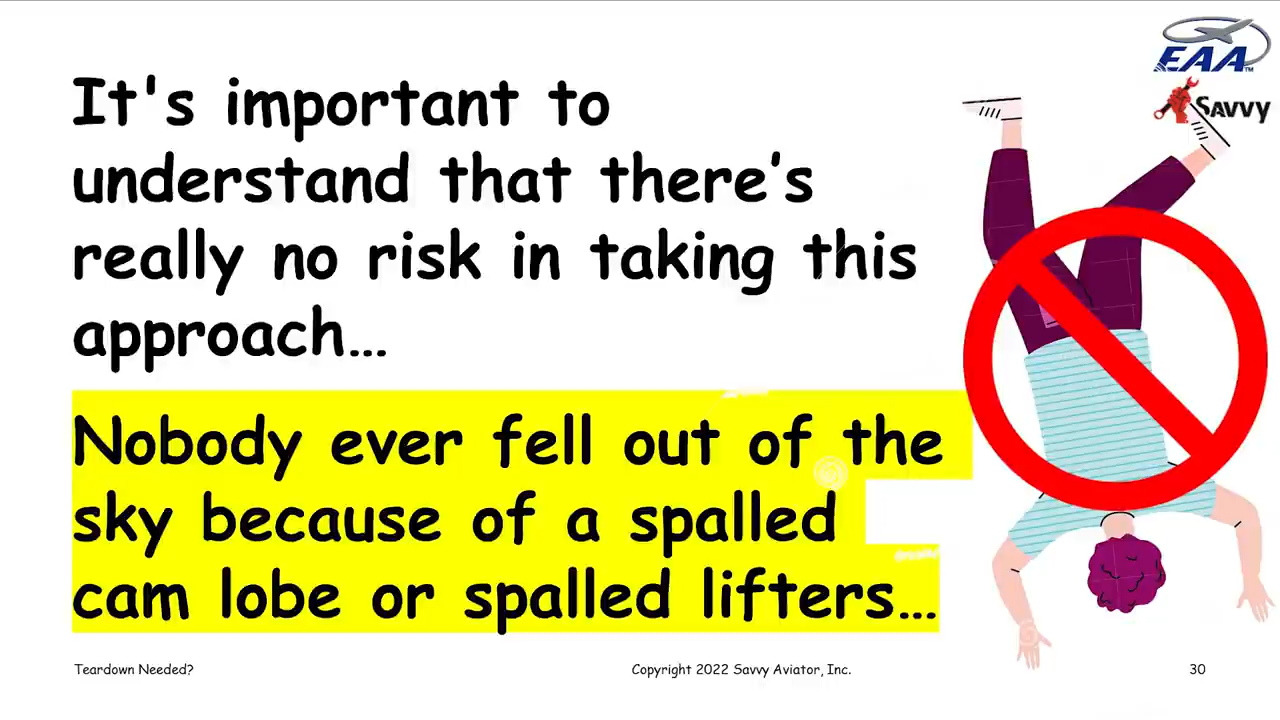 EAA
SAVVY
It's important to
understand that there’s
really no risk in taking this
approach…
Nobody ever fell out of the
sky because of a spalled
cam lobe or spalled lifters…
Teardown Needed?
Copyright 2022 Savvy Aviator, Inc.
30